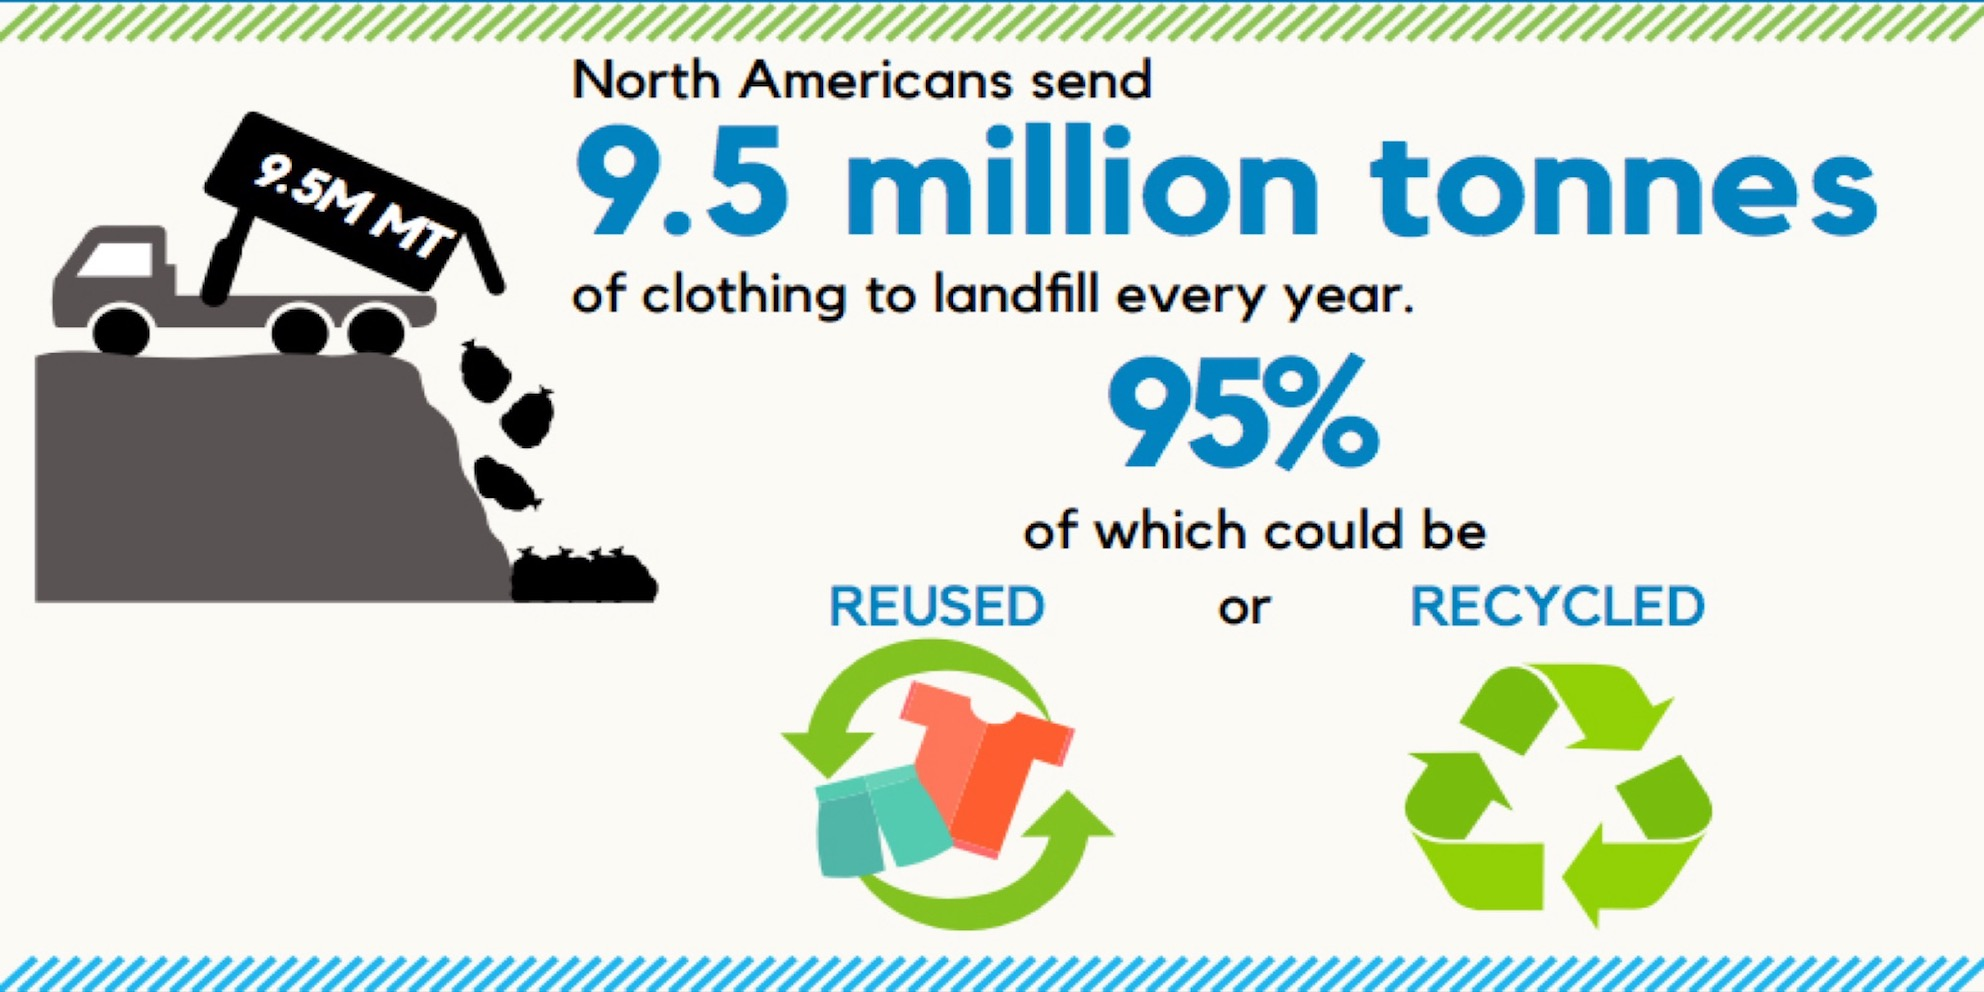 North Americans send
9.5 million tonnes
9.5M MT
of clothing to landfill every year.
95%
of which could be
REUSED or RECYCLED